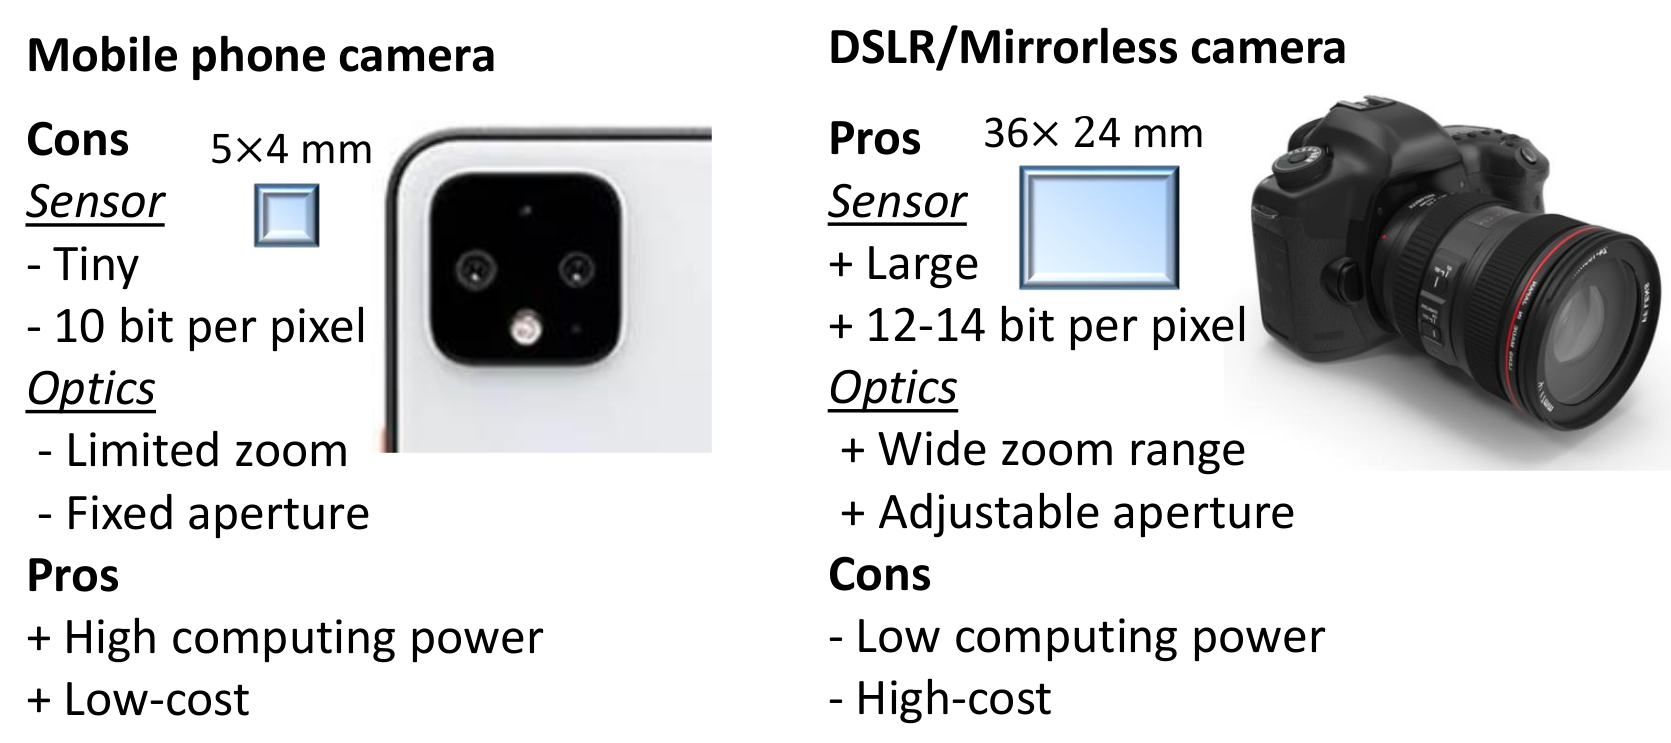 Mobile phone camera
Cons
5×4 mm
Sensor
- Tiny
- 10 bit per pixel
Optics
- Limited zoom
- Fixed aperture
Pros
+ High computing power
+ Low-cost
DSLR/Mirrorless camera
Pros
36× 24 mm
Sensor
+ Large
+ 12-14 bit per pixel
Optics
+ Wide zoom range
+ Adjustable aperture
Cons
- Low computing power
- High-cost